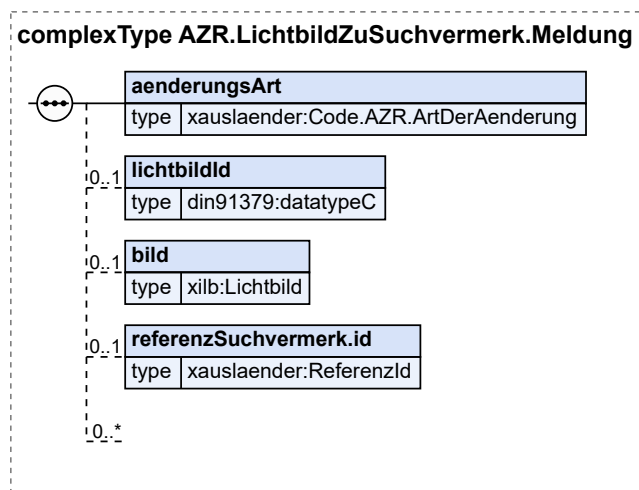 complexType AZR.LichtbildZuSuchvermerk.Meldung
aenderungsArt
type xauslaender:Code.AZR.ArtDerAenderung
0..1 lichtbildId
type din91379:datatypeC
0..1 bild
type xilb:Lichtbild
0..1 referenzSuchvermerk.id
type xauslaender:ReferenzId
0..*